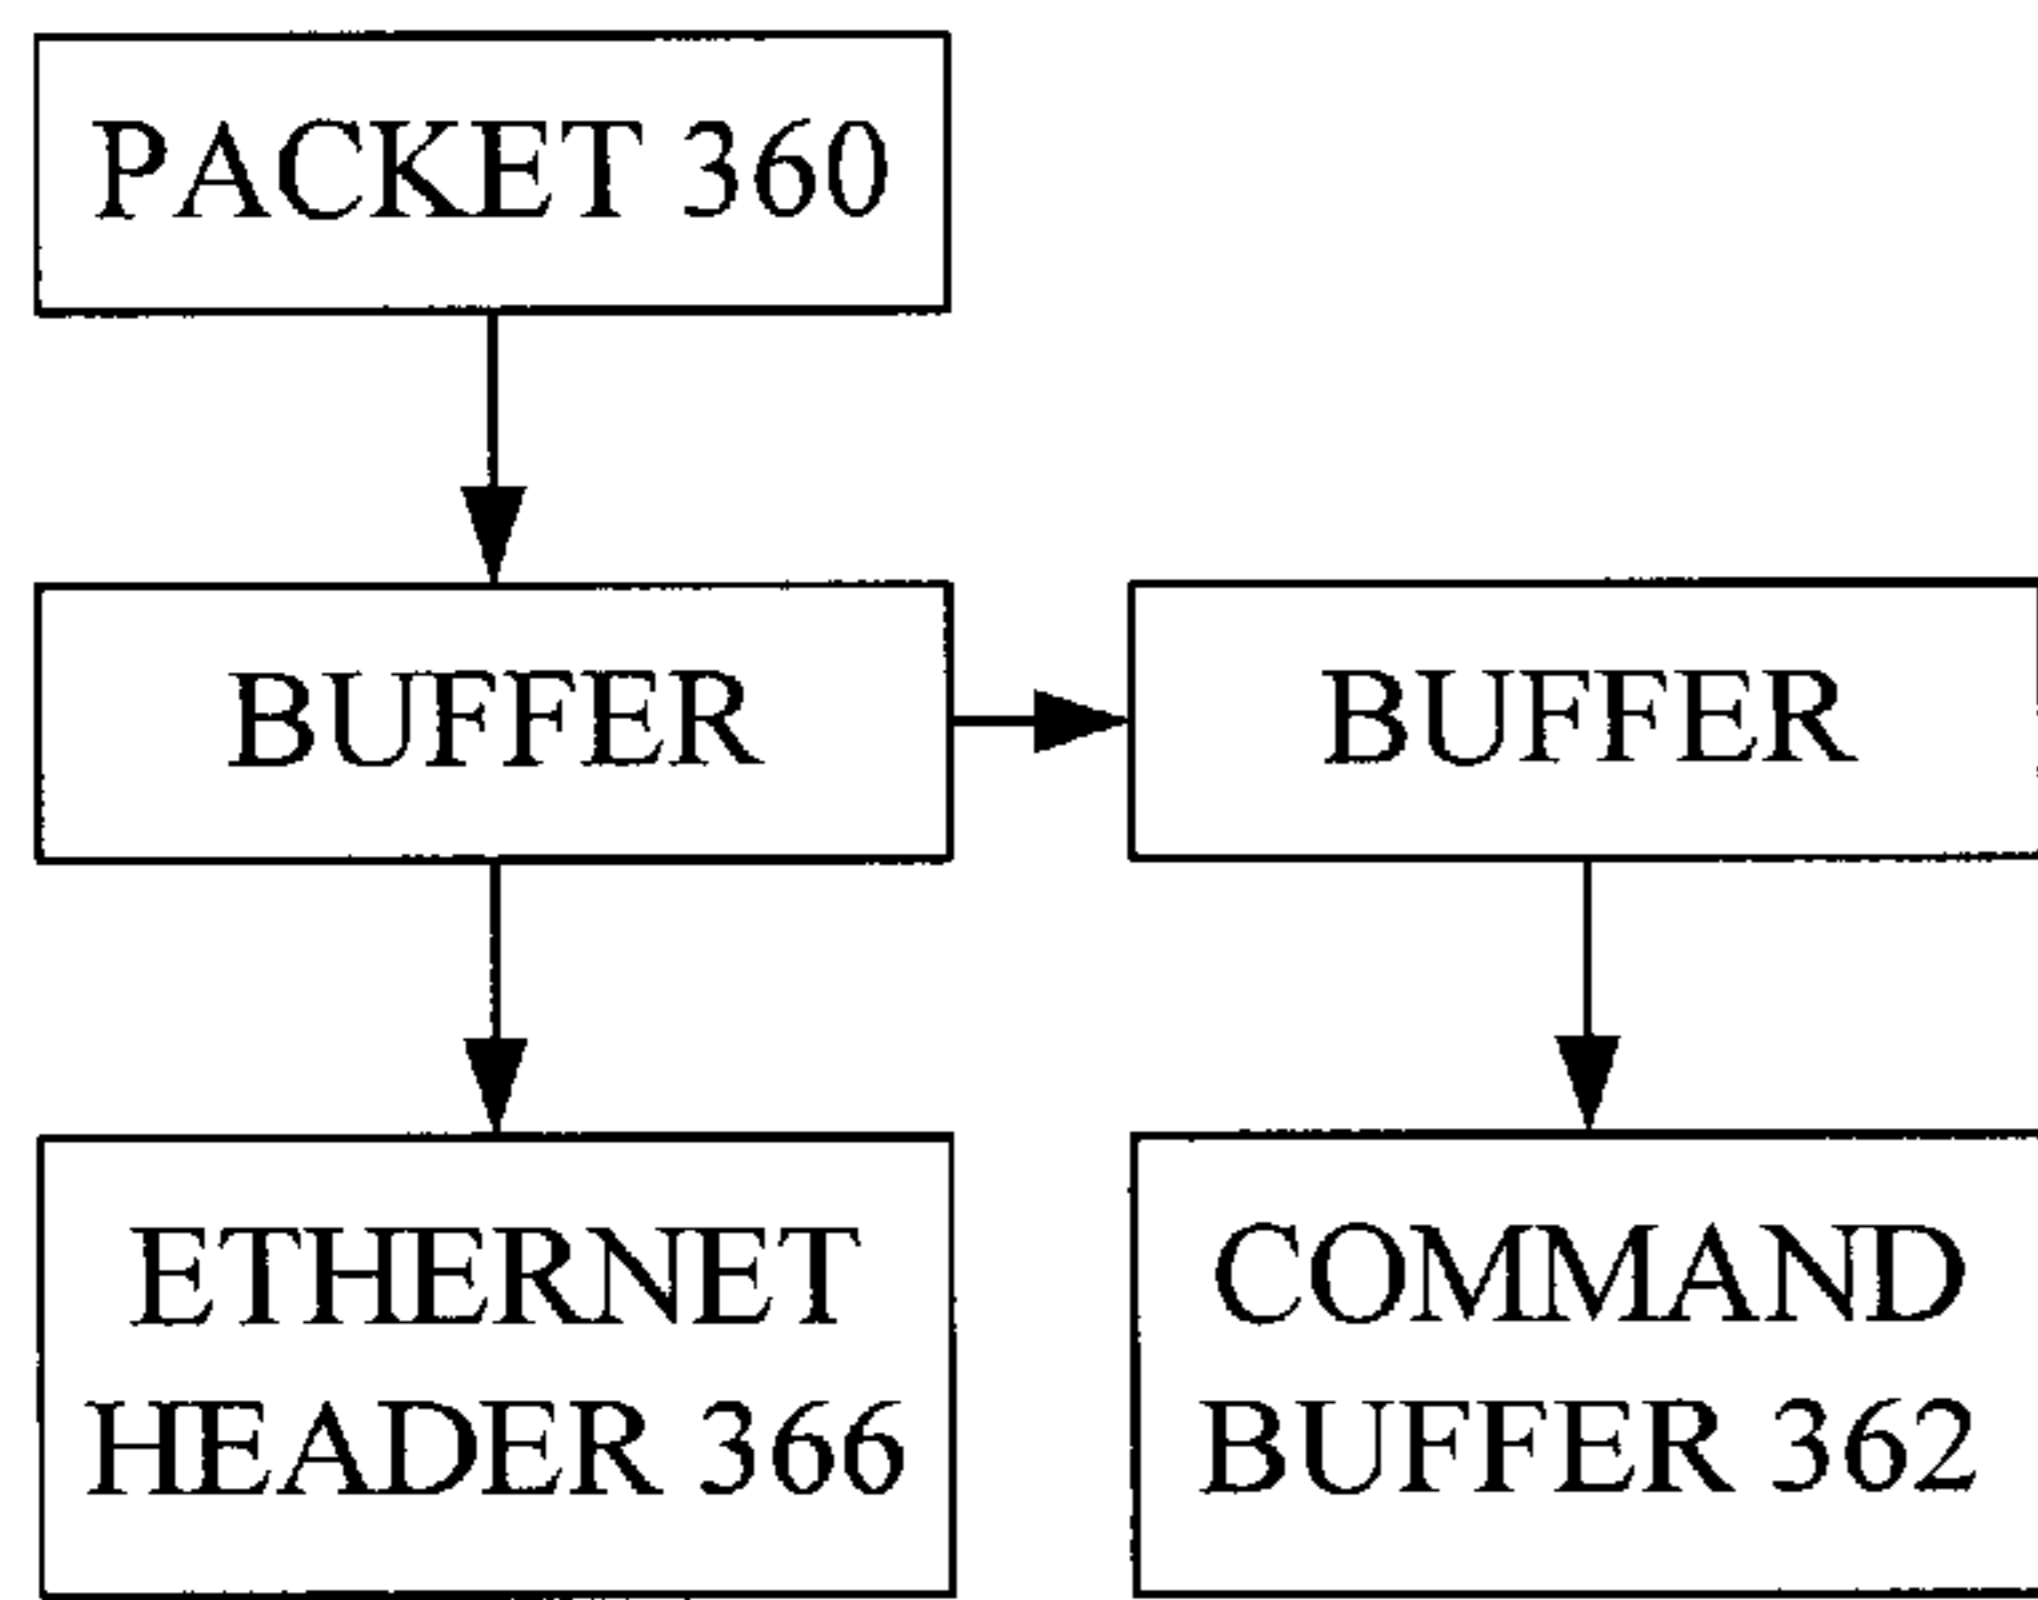 PACKET 360
BUFFER
BUFFER
ETHERNET
HEADER 366
COMMAND
BUFFER 362